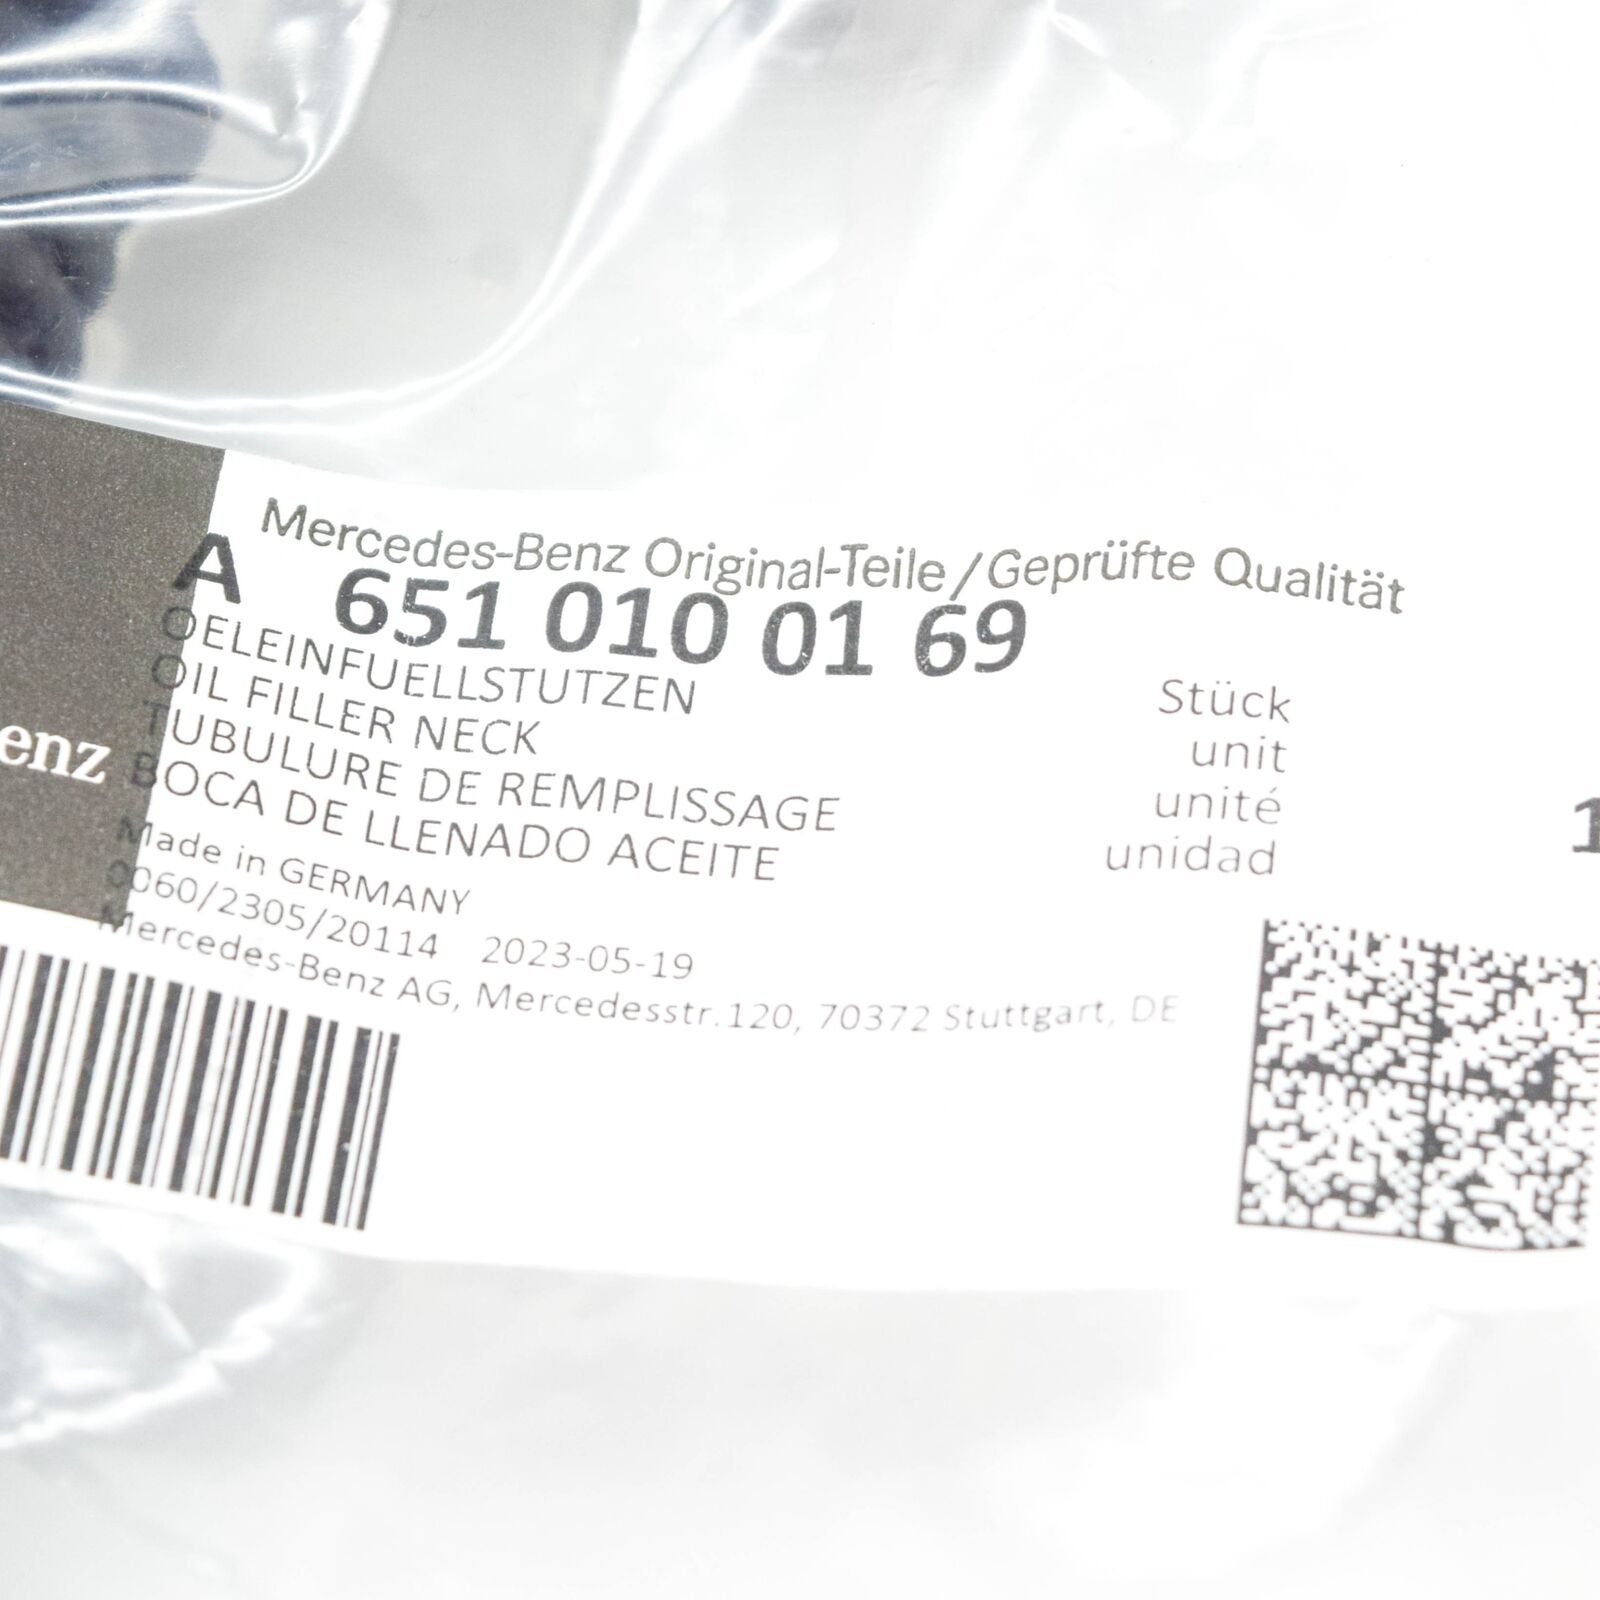 Mercedes-Benz Original-Teile/Geprüfte Qualität
A 651 010 01 69
OELEINFUELLSTUTZEN
OIL FILLER NECK
TUBULURE DE REMPLISSAGE
BOCA DE LLENADO ACEITE
Stück
unit
unité
unidad
1
enz
Made in GERMANY
0060/2305/20114 2023-05-19
Mercedes-Benz AG, Mercedesstr.120, 70372 Stuttgart, DE